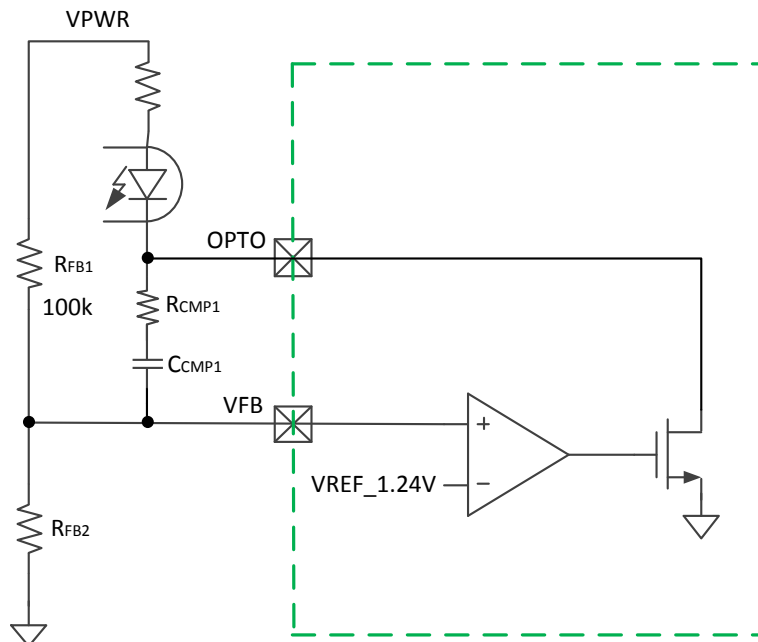 VPWR
OPTO
RFB1
100k
RCMP1
CCMP1
VFB
+
VREF_1.24V
−
RFB2